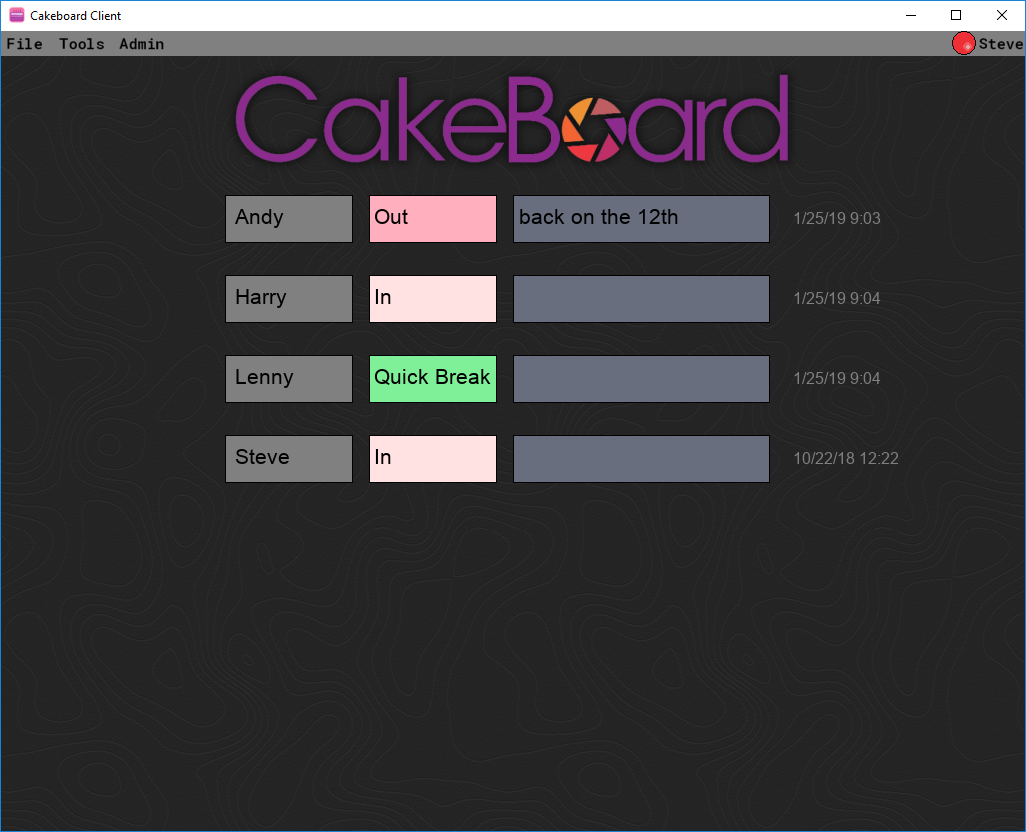 Cakeboard Client
File Tools Admin Steve
CakeBoard
Andy Out back on the 12th 1/25/19 9:03
Harry In 1/25/19 9:04
Lenny Quick Break 1/25/19 9:04
Steve In 10/22/18 12:22